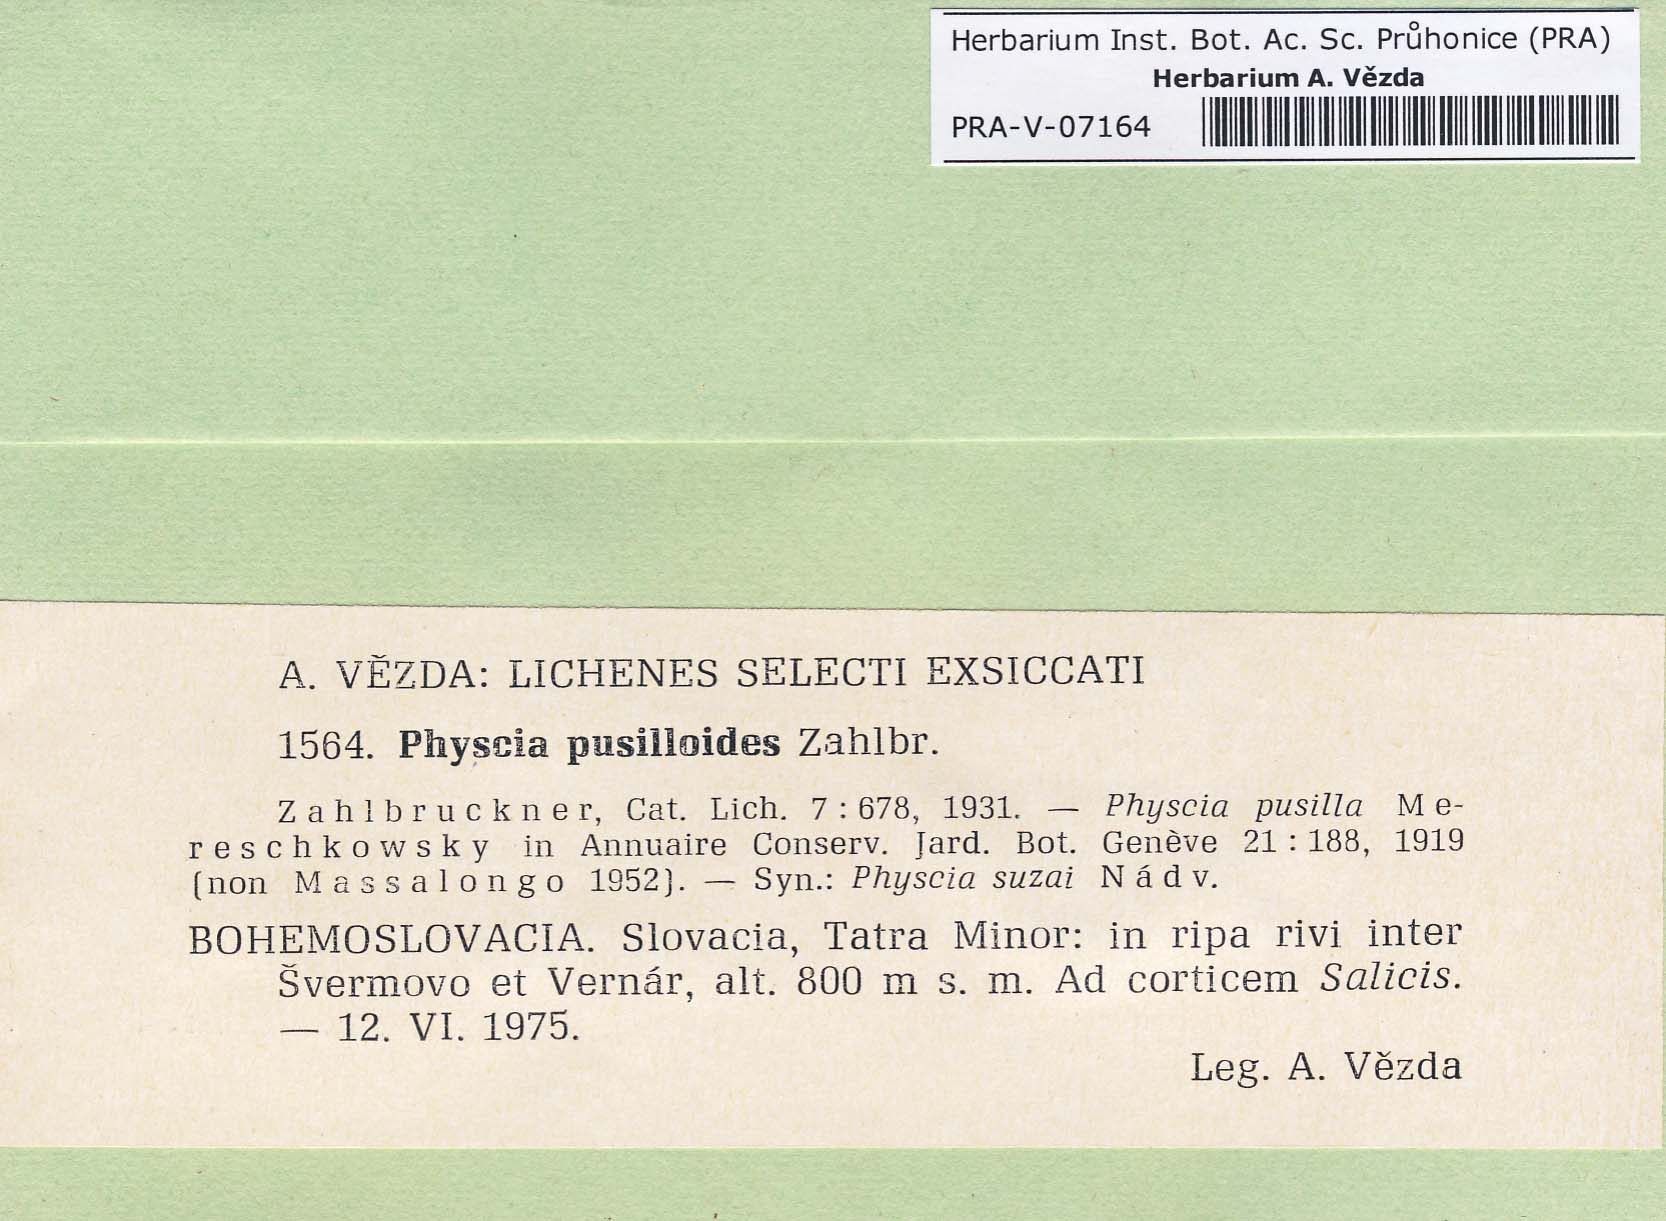 Herbarium Inst. Bot. Ac. Sc. Průhonice (PRA)
Herbarium A. Vězda
PRA-V-07164
A. VĚZDA: LICHENES SELECTI EXSICCATI
1564. Physcia pusilloides Zahlbr.
Zahlbruckner, Cat. Lich. 7 : 678, 1931. — Physcia pusilla Me-
reschkowsky in Annuaire Conserv. Jard. Bot. Genève 21 : 188, 1919
(non Massalongo 1952). — Syn.: Physcia suzai Nádv.
BOHEMOSLOVACIA. Slovacia, Tatra Minor: in ripa rivi inter
Švermovo et Vernár, alt. 800 m s. m. Ad corticem Salicis.
— 12. VI. 1975.
Leg. A. Vězda